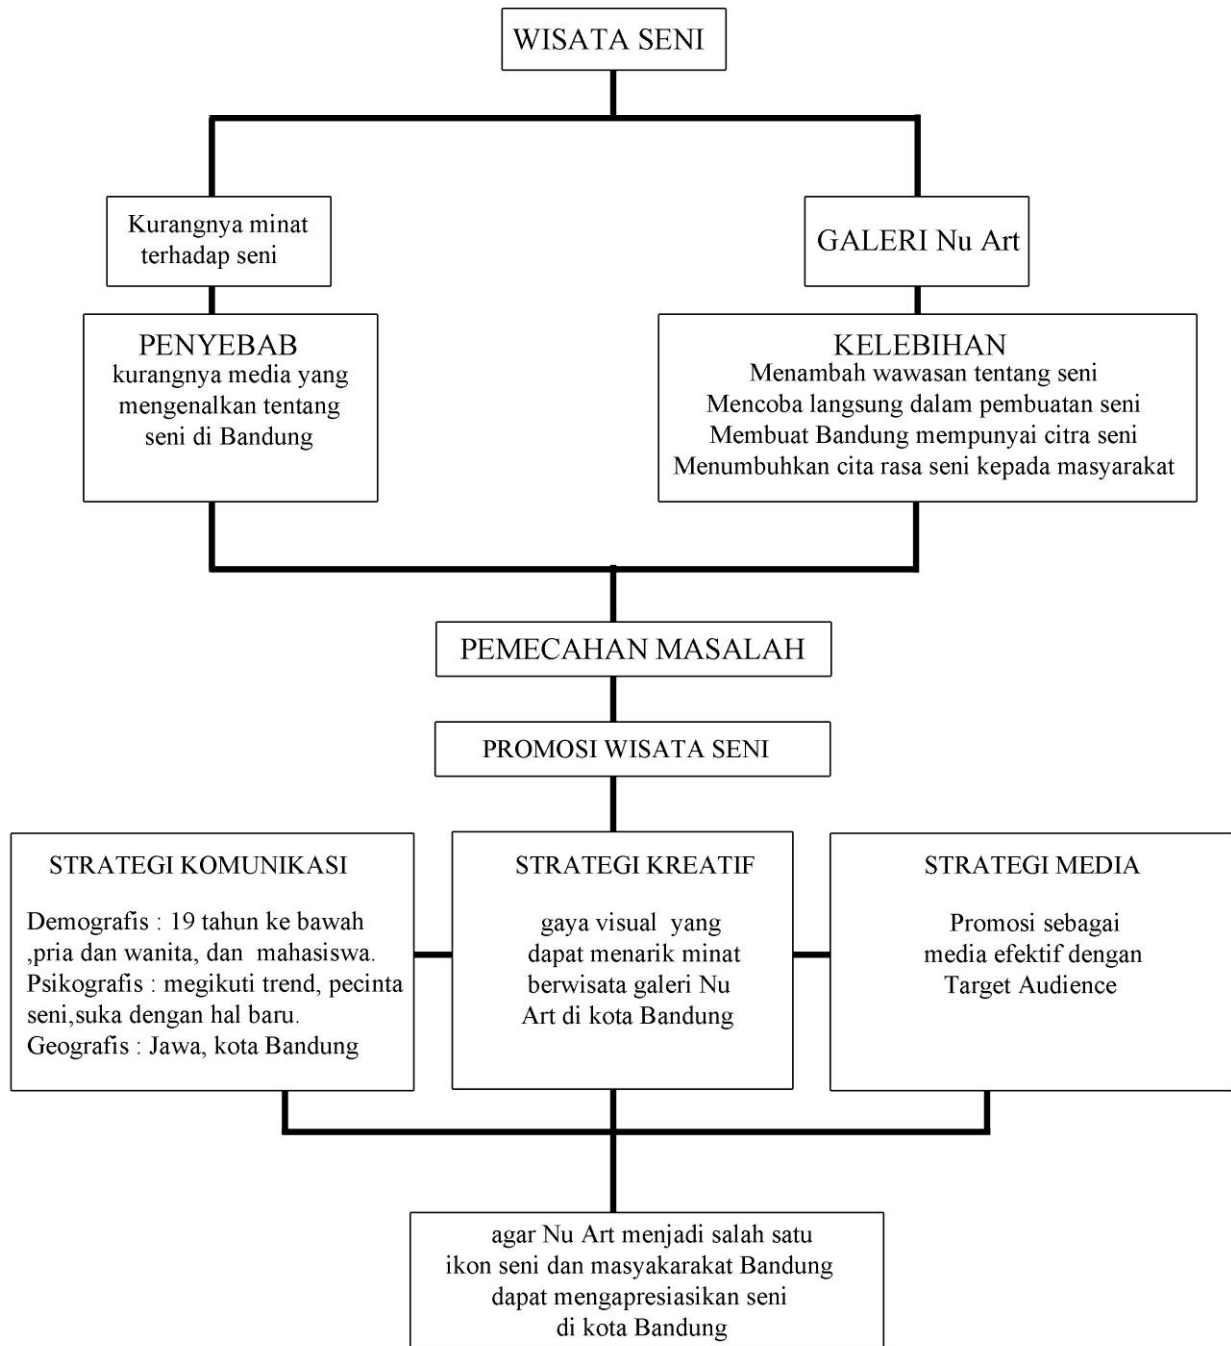 WISATA SENI
Kurangnya minat
terhadap seni
GALERI Nu Art
PENYEBAB
kurangnya media yang
mengenalkan tentang
seni di Bandung
KELEBIHAN
Menambah wawasan tentang seni
Mencoba langsung dalam pembuatan seni
Membuat Bandung mempunyai citra seni
Menumbuhkan cita rasa seni kepada masyarakat
PEMECAHAN MASALAH
PROMOSI WISATA SENI
STRATEGI KOMUNIKASI
Demografis : 19 tahun ke bawah
,pria dan wanita, dan mahasiswa.
Psikografis : megikuti trend, pecinta
seni,suka dengan hal baru.
Geografis : Jawa, kota Bandung
STRATEGI KREATIF
gaya visual yang
dapat menarik minat
berwisata galeri Nu
Art di kota Bandung
STRATEGI MEDIA
Promosi sebagai
media efektif dengan
Target Audience
agar Nu Art menjadi salah satu
ikon seni dan masyakarakat Bandung
dapat mengapresiasikan seni
di kota Bandung